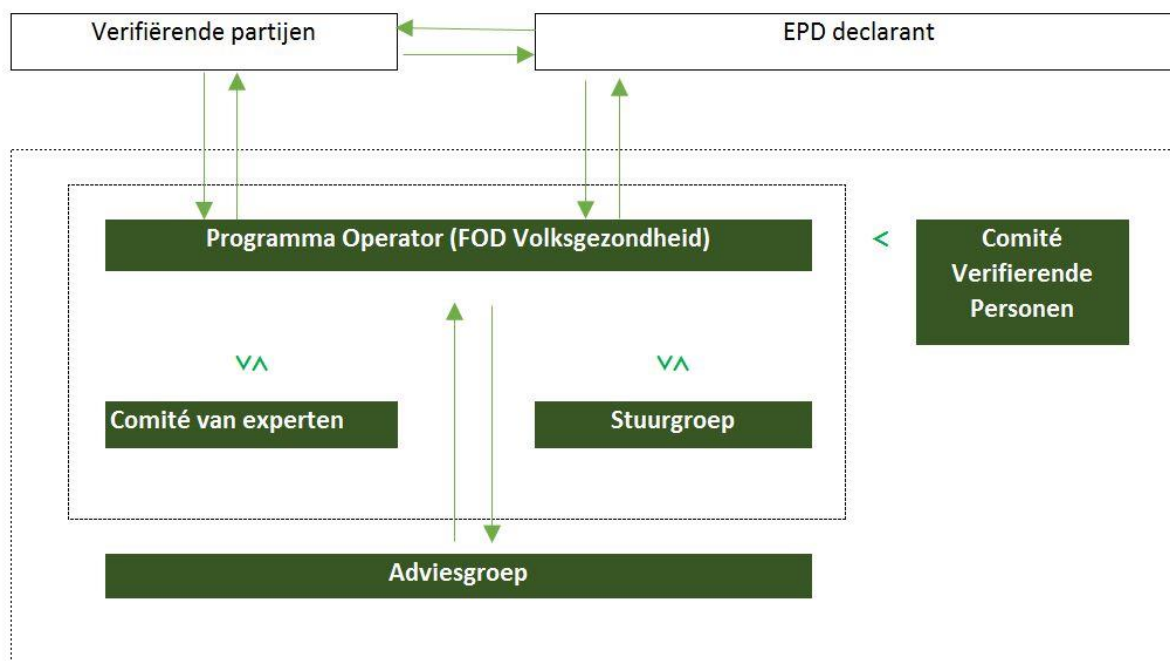 Verifiërende partijen
EPD declarant
Programma Operator (FOD Volksgezondheid)
<
Comité
Verifierende
Personen
˅˄
˅˄
Comité van experten
Stuurgroep
Adviesgroep